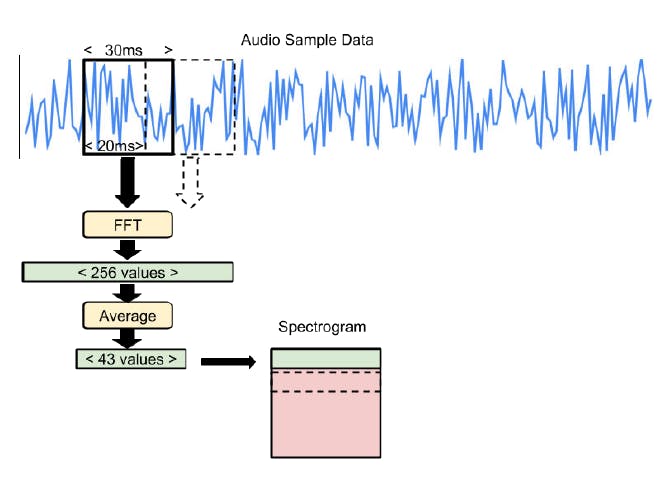 Audio Sample Data
< 30ms >
< 20ms>
FFT
< 256 values >
Average
Spectrogram
< 43 values >